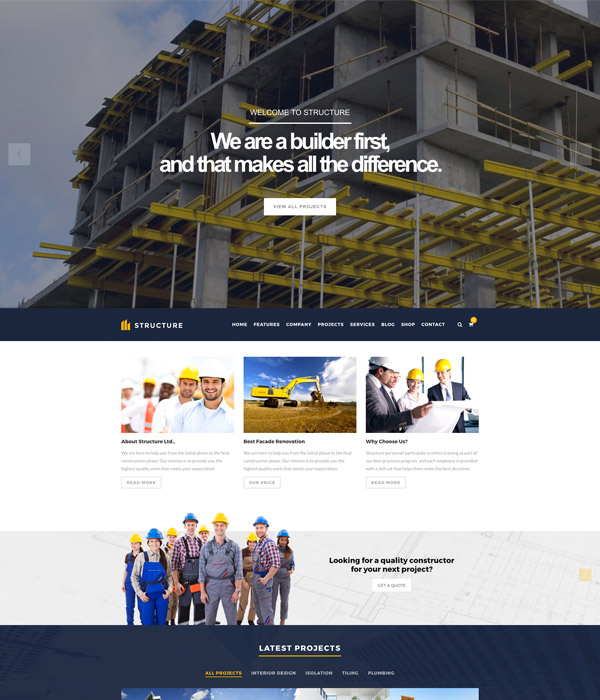 WELCOME TO STRUCTURE
We are a builder first,
and that makes all the difference.
VIEW ALL PROJECTS
STRUCTURE
HOME FEATURES COMPANY PROJECTS SERVICES BLOG SHOP CONTACT
About Structure Ltd..
We are here to help you from the initial phase to the final
construction phase. Our mission is to provide you the
highest quality work that meets your expectation
READ MORE
Best Facade Renovation
We are here to help you from the initial phase to the final
construction phase. Our mission is to provide you the
highest quality work that meets your expectation.
OUR PRICE
Why Choose Us?
Structure personnel participate in ethics training as part of
our best practices program, and each employee is provided
with a skill set that helps them make the best decisions.
READ MORE
Looking for a quality constructor
for your next project?
GET A QUOTE
LATEST PROJECTS
ALL PROJECTS INTERIOR DESIGN ISOLATION TILING PLUMBING